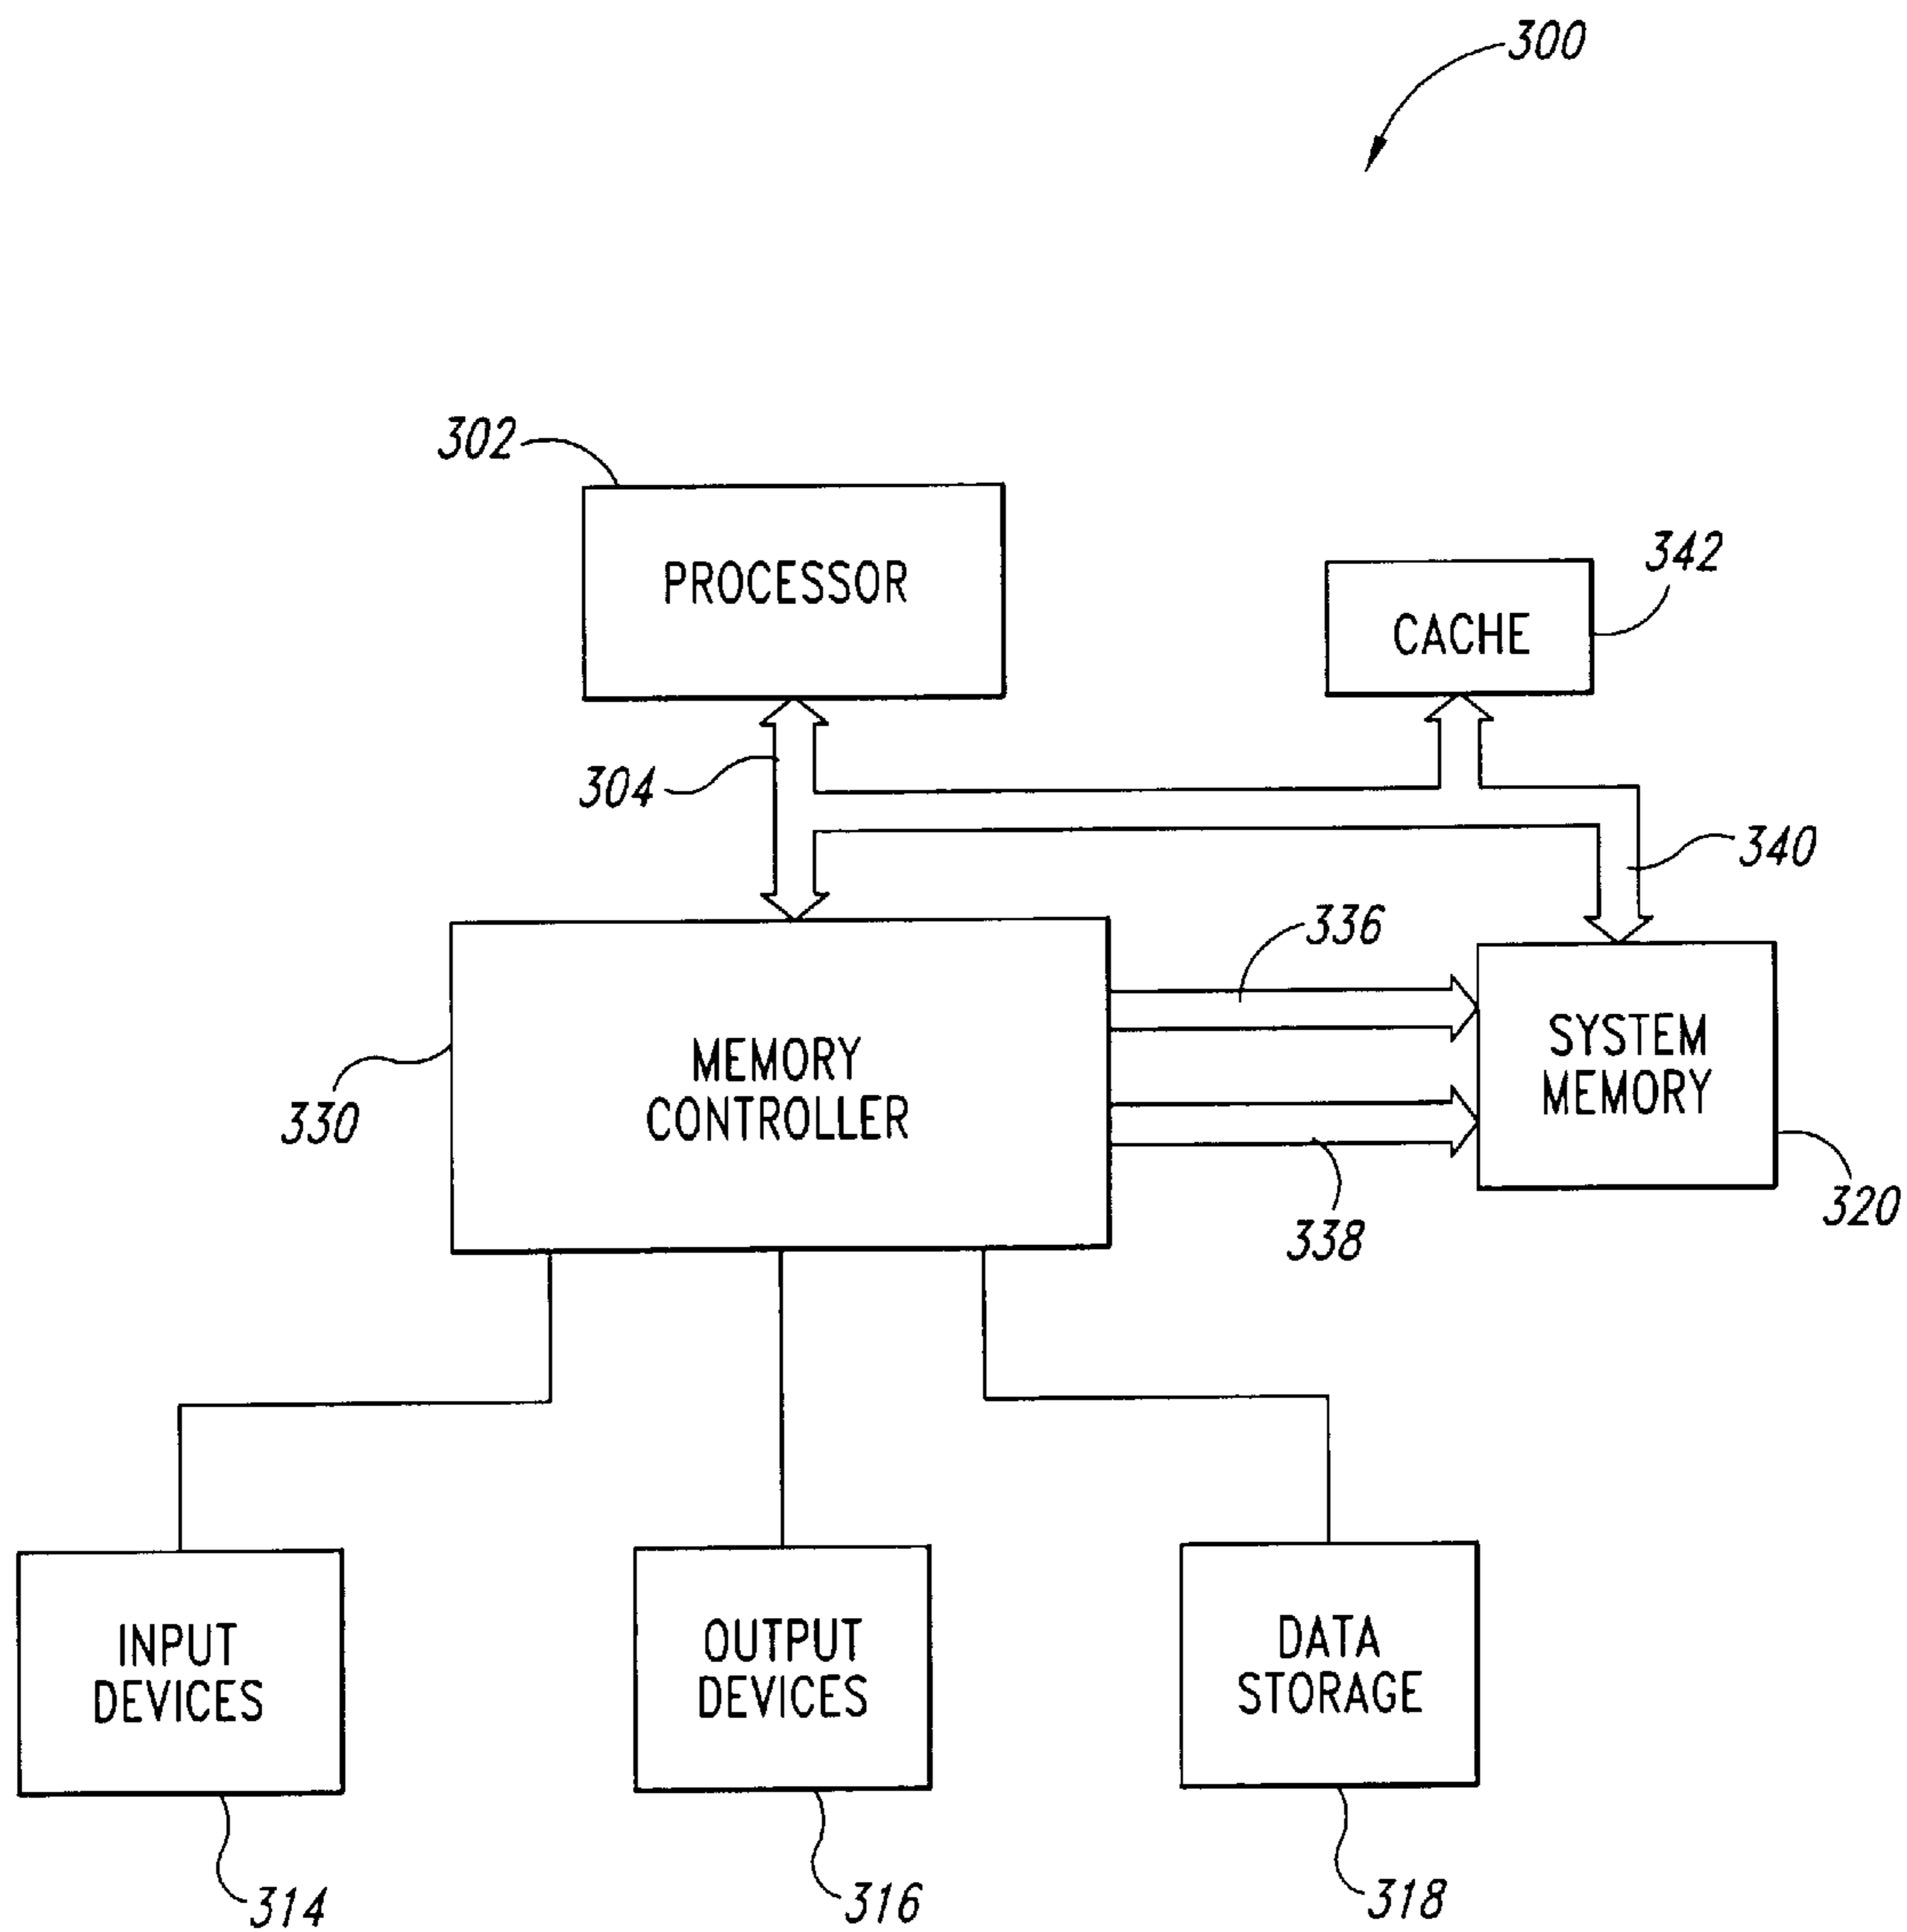 300
302
PROCESSOR
342
CACHE
304
340
336
SYSTEM
MEMORY
MEMORY
CONTROLLER
330
338
320
INPUT
DEVICES
OUTPUT
DEVICES
DATA
STORAGE
314
316
318